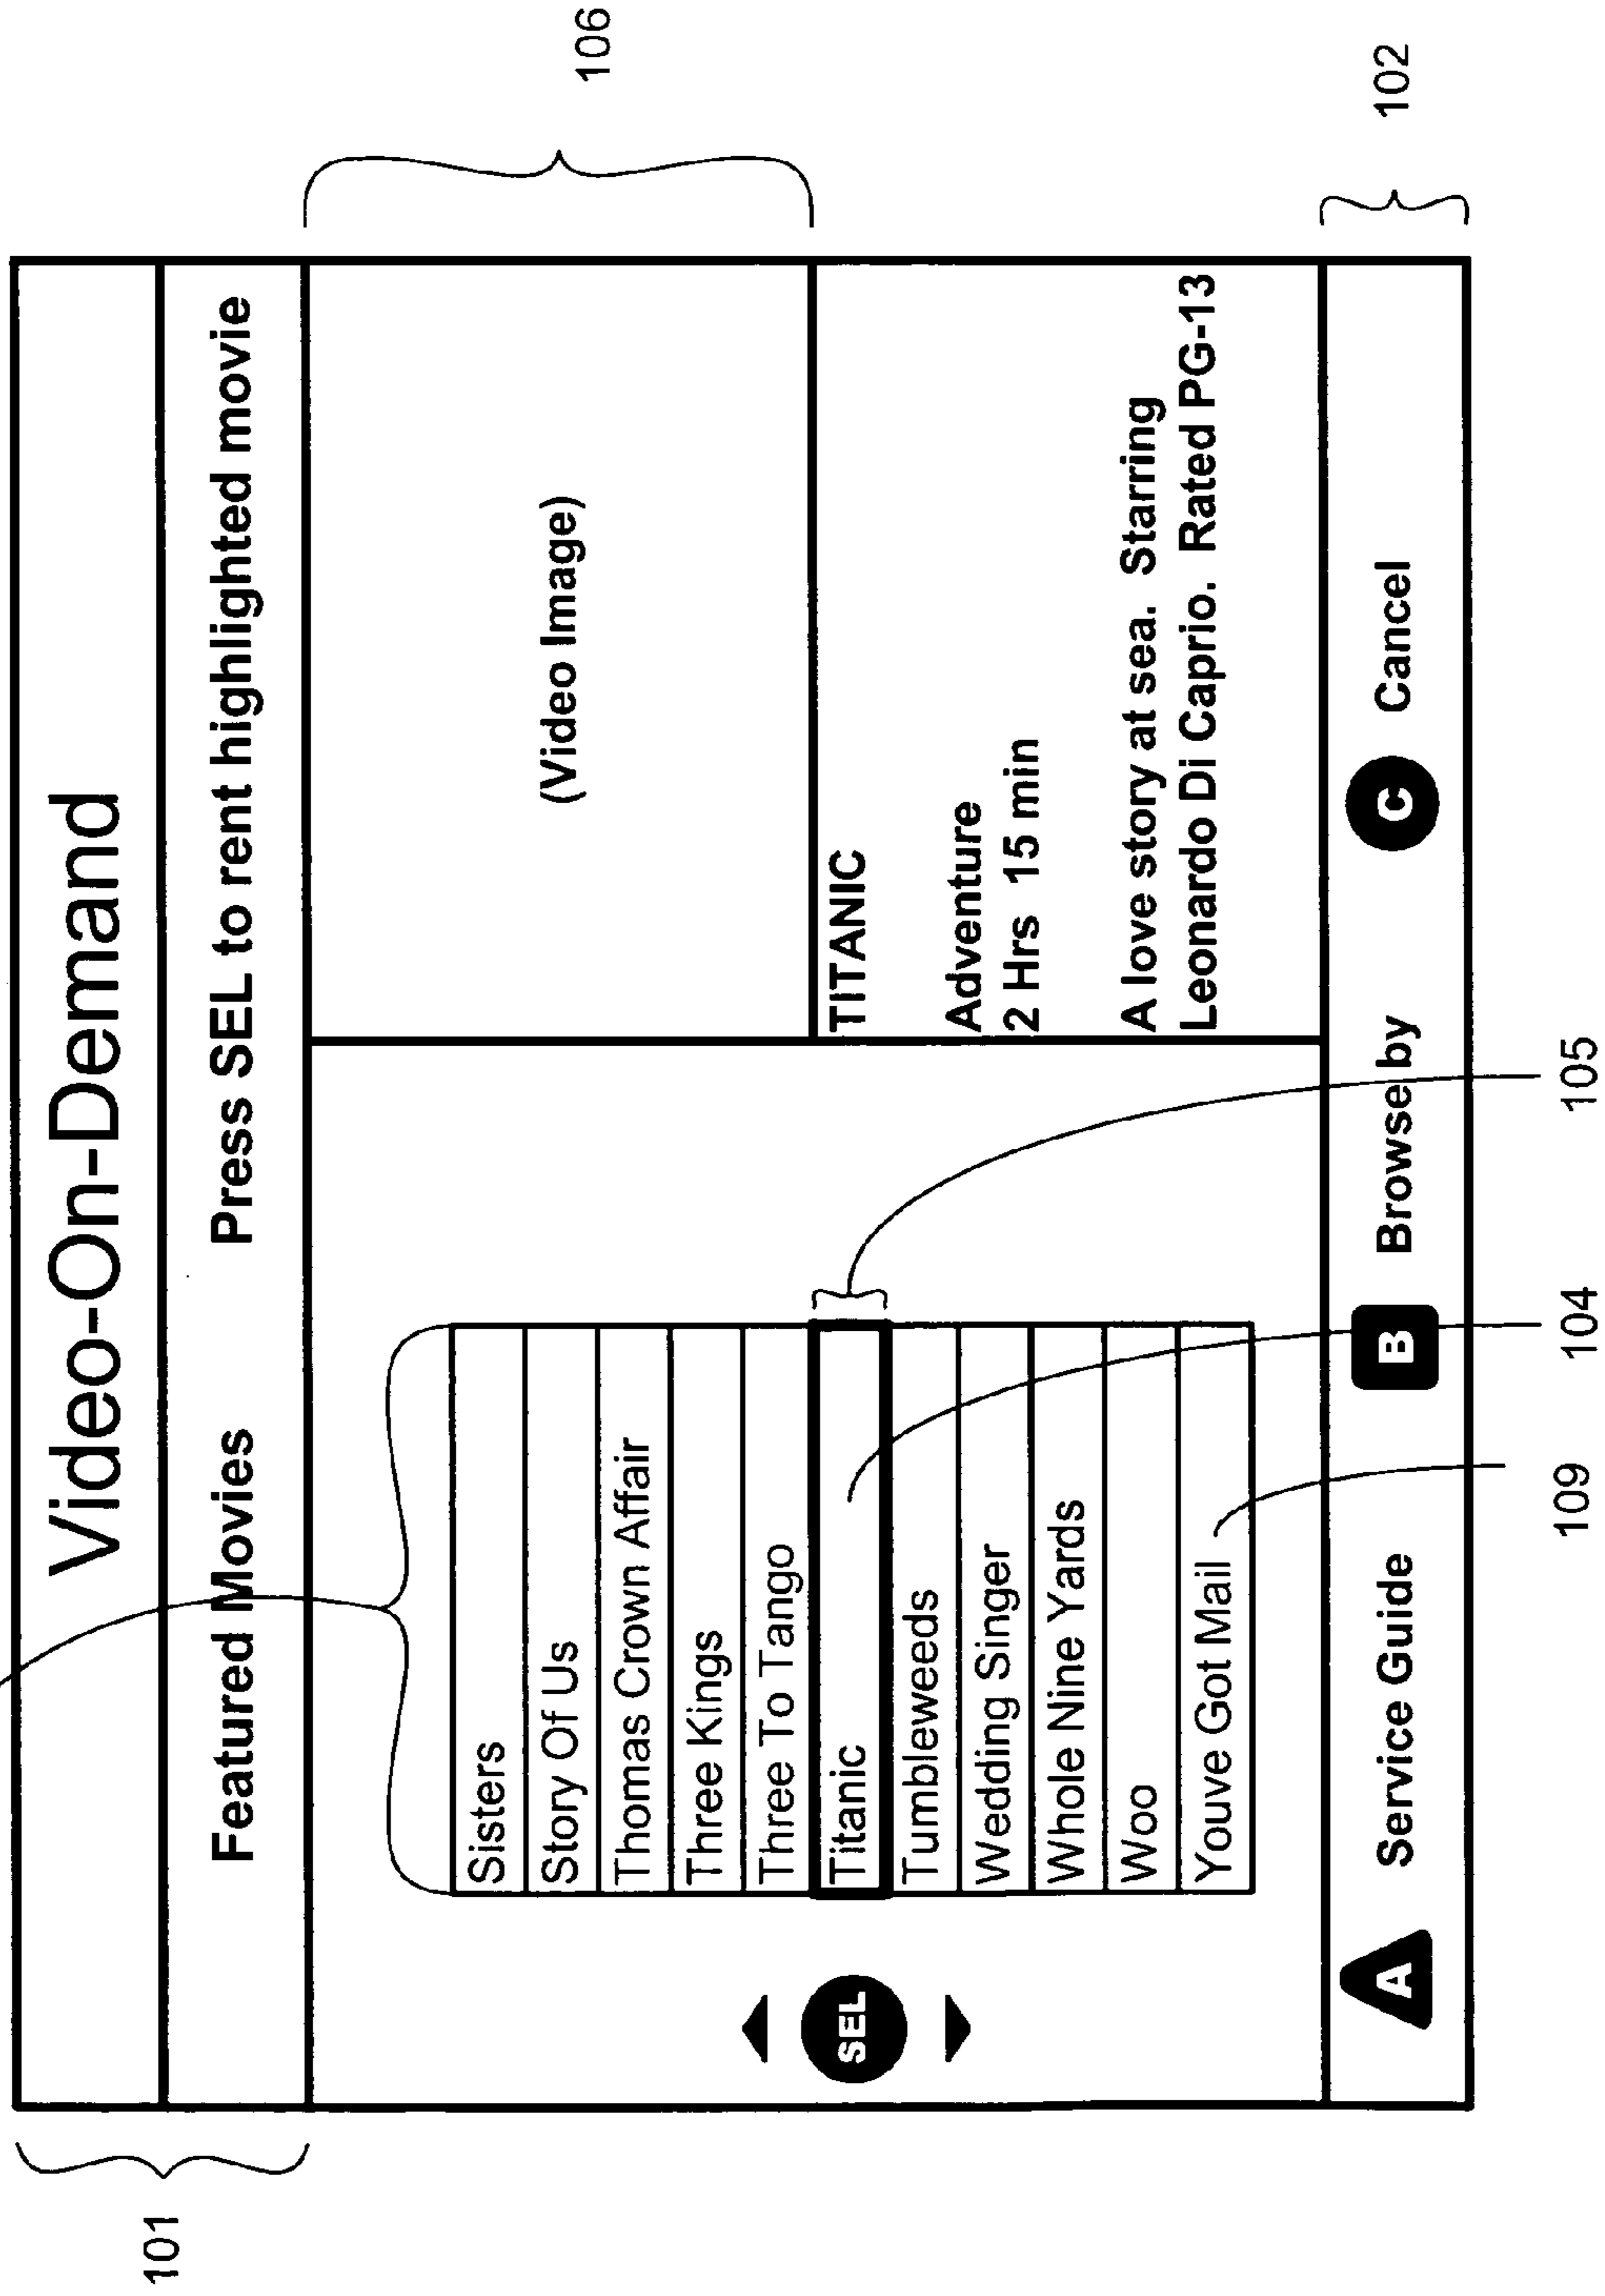 Video-On-Demand
Featured Movies
Press SEL to rent highlighted movie
101
106
(Video Image)
Sisters
Story Of Us
Thomas Crown Affair
Three Kings
Three To Tango
Titanic
Tumbleweeds
Wedding Singer
Whole Nine Yards
Woo
Youve Got Mail
SEL
TITANIC
Adventure
2 Hrs 15 min
A love story at sea. Starring
Leonardo Di Caprio. Rated PG-13
A Service Guide
B Browse by
C Cancel
102
109
104
105